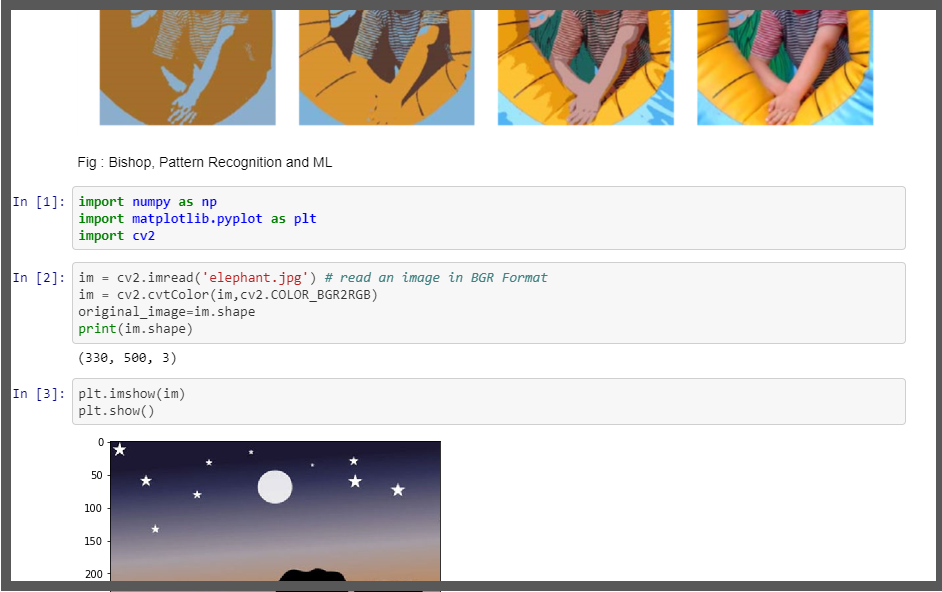 Fig : Bishop, Pattern Recognition and ML
In [1]:
import numpy as np
import matplotlib.pyplot as plt
import cv2
In [2]:
im = cv2.imread('elephant.jpg') # read an image in BGR Format
im = cv2.cvtColor(im,cv2.COLOR_BGR2RGB)
original_image=im.shape
print(im.shape)
(330, 500, 3)
In [3]:
plt.imshow(im)
plt.show()
0
50
100
150
200